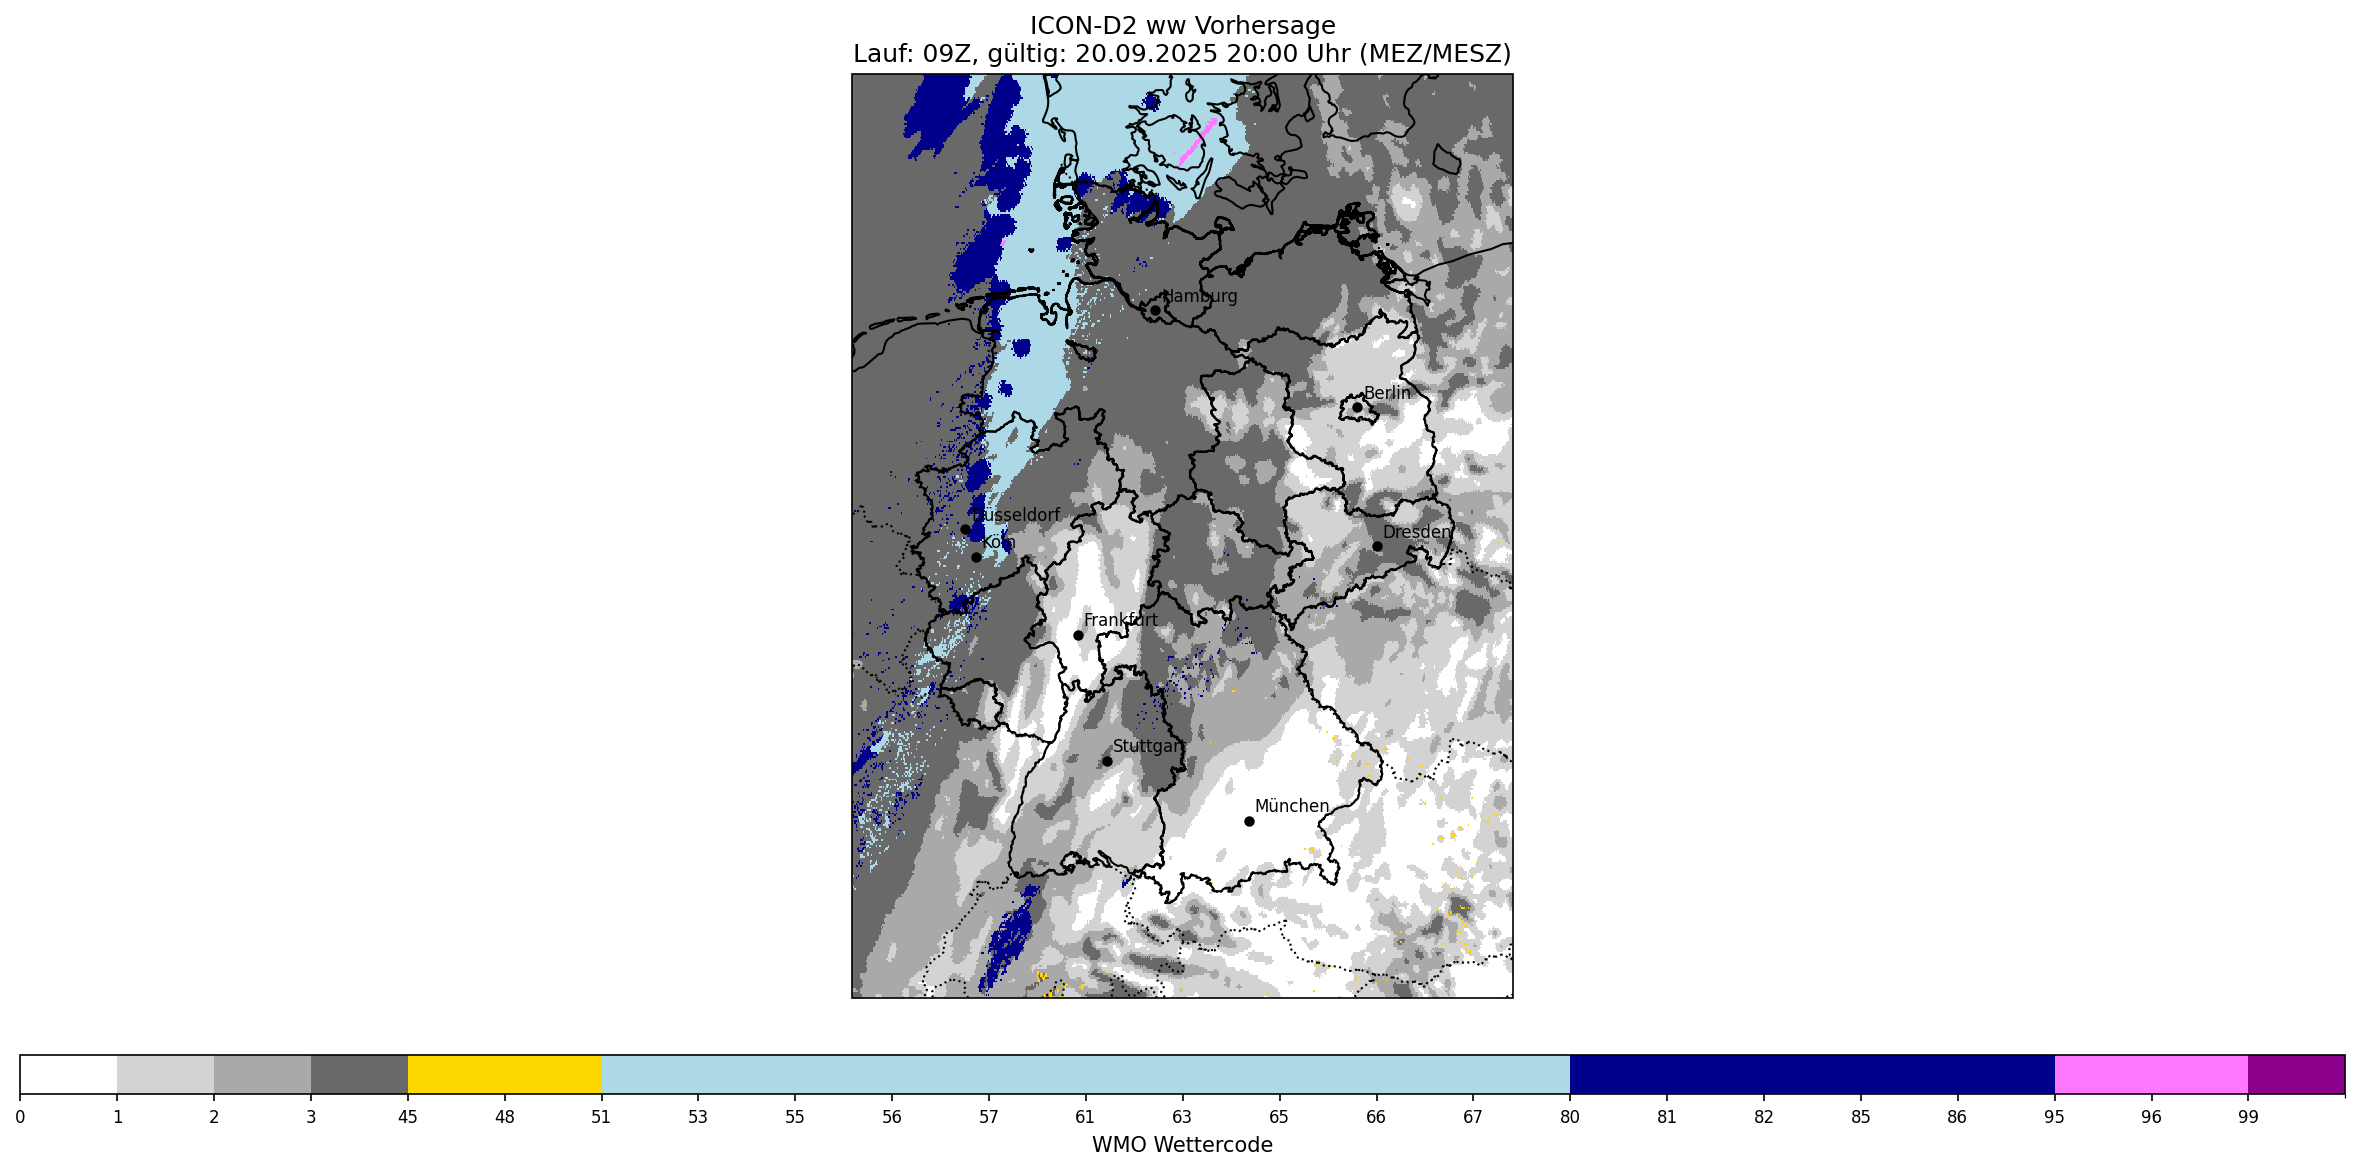 ICON-D2 ww Vorhersage
Lauf: 09Z, gültig: 20.09.2025 20:00 Uhr (MEZ/MESZ)
Hamburg
Berlin
Düsseldorf
Dresden
Köln
Frankfurt
Stuttgart
München
0 1 2 3 45 48 51 53 55 56 57 61 63 65 66 67 80 81 82 85 86 95 96 99
WMO Wettercode